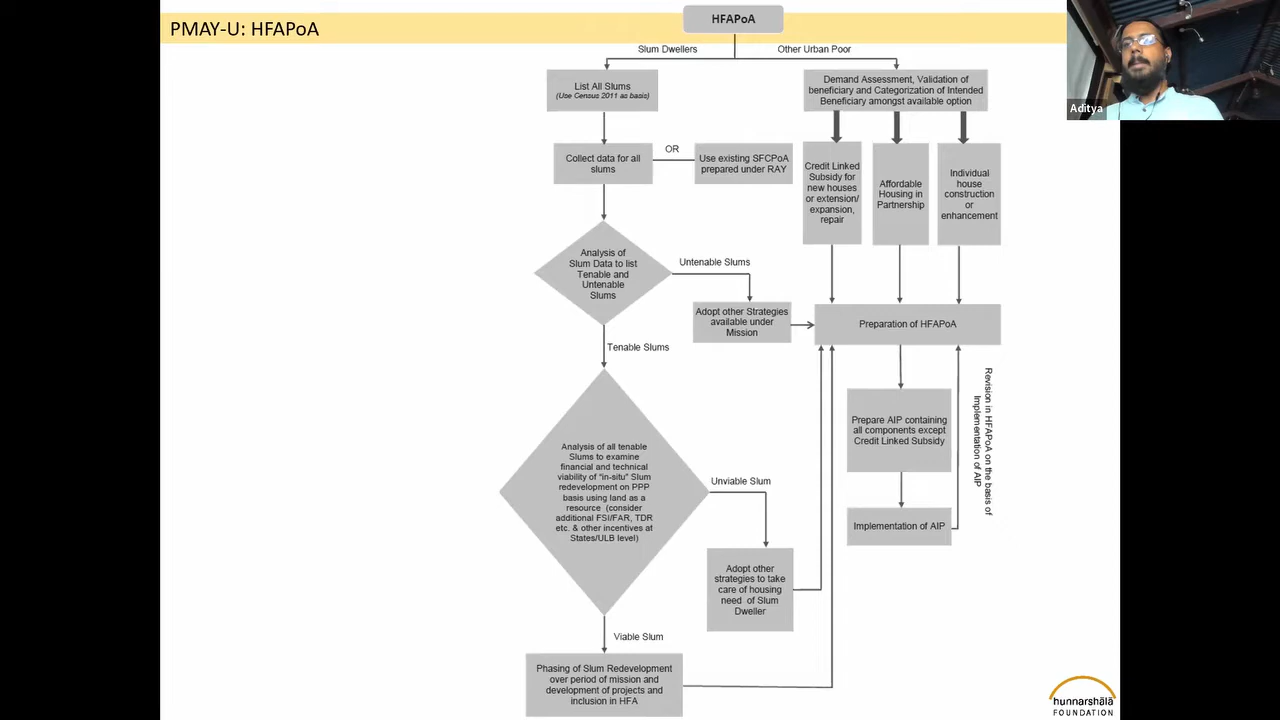 PMAY-U: HFAPoA
HFAPoA
Slum Dwellers
Other Urban Poor
List All Slums
(Use Census 2011 as basis)
Demand Assessment, Validation of
beneficiary and Categorization of Intended
Beneficiary amongst available option
Collect data for all
slums
OR
Use existing SFCPoA
prepared under RAY
Credit Linked
Subsidy for
new houses
or extension/
expansion,
repair
Affordable
Housing in
Partnership
Individual
house
construction
or
enhancement
Analysis of
Slum Data to list
Tenable and
Untenable
Slums
Untenable Slums
Adopt other Strategies
available under
Mission
Preparation of HFAPoA
Tenable Slums
Analysis of all tenable
Slums to examine
financial and technical
viability of "in-situ" Slum
redevelopment on PPP
basis using land as a
resource (consider
additional FSI/FAR, TDR
etc. & other incentives at
States/ULB level)
Unviable Slum
Adopt other
strategies to take
care of housing
need of Slum
Dweller
Prepare AIP containing
all components except
Credit Linked Subsidy
Implementation of AIP
Revision in HFAPoA on the basis of
Implementation of AIP
Viable Slum
Phasing of Slum Redevelopment
over period of mission and
development of projects and
inclusion in HFA
Aditya
hunnarshālā
FOUNDATION